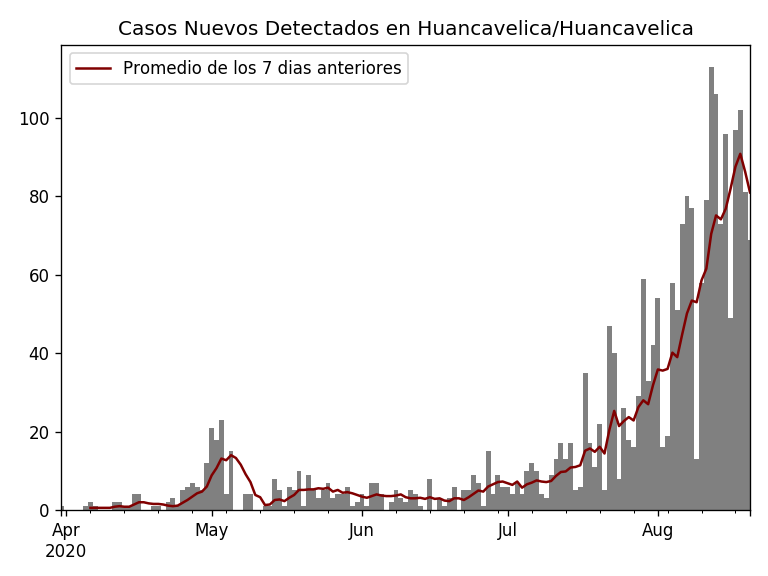 Casos Nuevos Detectados en Huancavelica/Huancavelica
Promedio de los 7 dias anteriores
100
80
60
40
20
0
Apr May Jun Jul Aug
2020